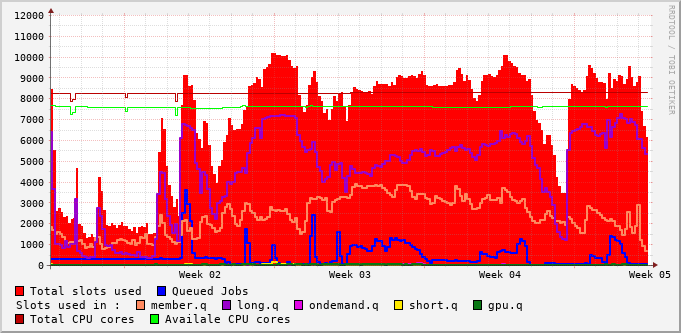 RRDTOOL / TOBI OETIKER
12000
11000
10000
9000
8000
7000
6000
5000
4000
3000
2000
1000
0
Week 02 Week 03 Week 04 Week 05
Total slots used Queued Jobs
Slots used in : member.q long.q ondemand.q short.q gpu.q
Total CPU cores Availale CPU cores